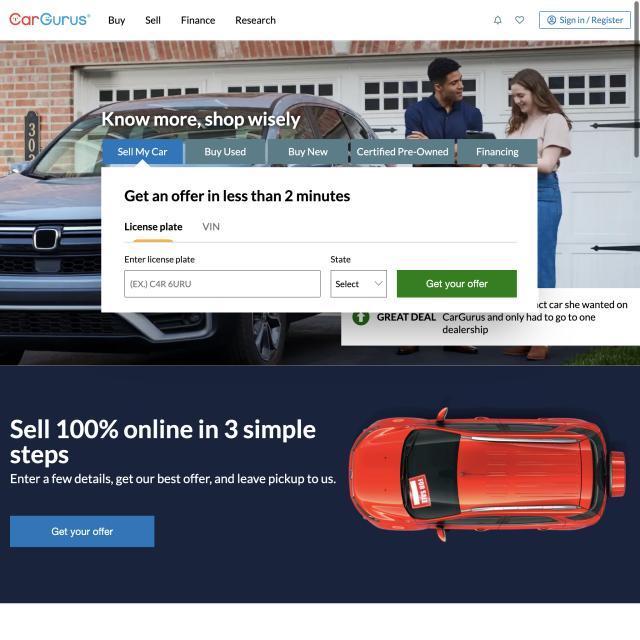 CarGurus®
Buy Sell Finance Research
Sign in / Register
Know more, shop wisely
Sell My Car Buy Used Buy New Certified Pre-Owned Financing
Get an offer in less than 2 minutes
License plate VIN
Enter license plate State
(EX.) C4R 6URU Select Get your offer
car she wanted on
GREAT DEAL CarGurus and only had to go to one
dealership
302
Sell 100% online in 3 simple
steps
Enter a few details, get our best offer, and leave pickup to us.
Get your offer
FOR SALE